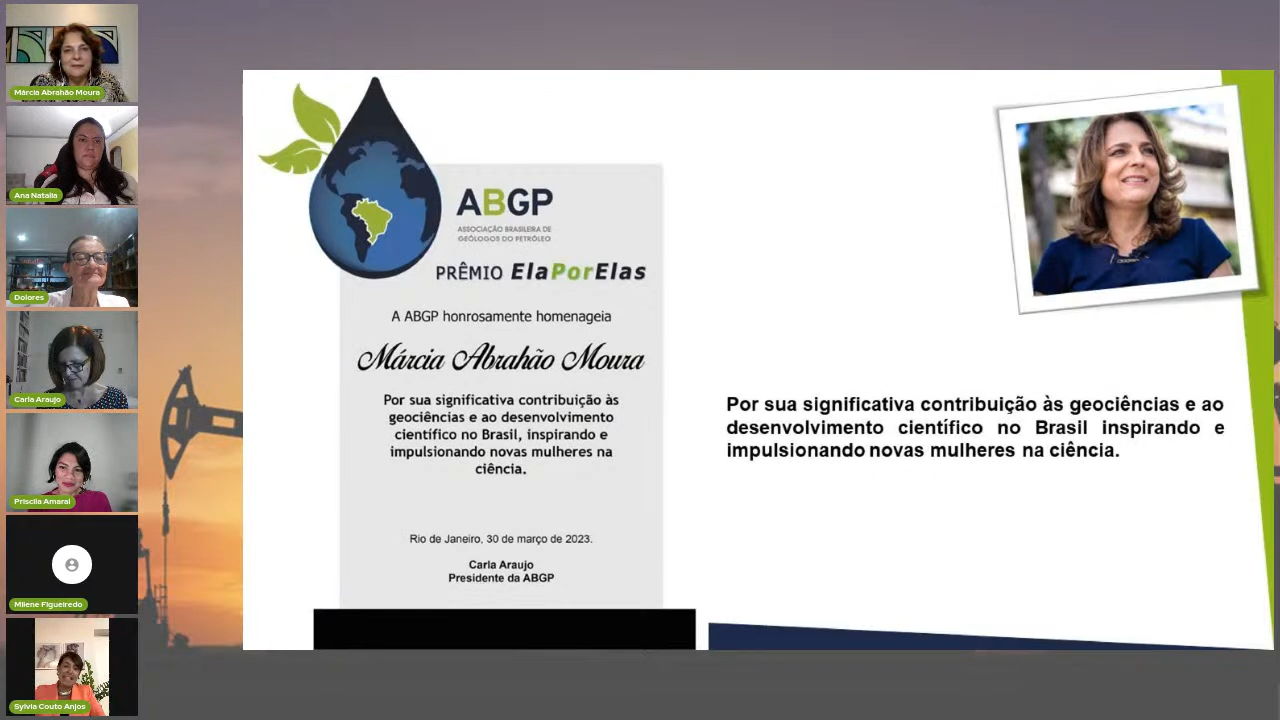 Márcia Abrahão Moura
Ana Natalia
Dolores
Carla Araujo
Priscila Amaral
Milene Figueiredo
Sylvia Couto Anjos
ABGP
ASSOCIAÇÃO BRASILEIRA DE
GEÓLOGOS DO PETRÓLEO
PRÊMIO ElaPorElas
A ABGP honrosamente homenageia
Márcia Abrahão Moura
Por sua significativa contribuição às
geociências e ao desenvolvimento
científico no Brasil, inspirando e
impulsionando novas mulheres na
ciência.
Rio de Janeiro, 30 de março de 2023.
Carla Araujo
Presidente da ABGP
Por sua significativa contribuição às geociências e ao
desenvolvimento científico no Brasil inspirando e
impulsionando novas mulheres na ciência.